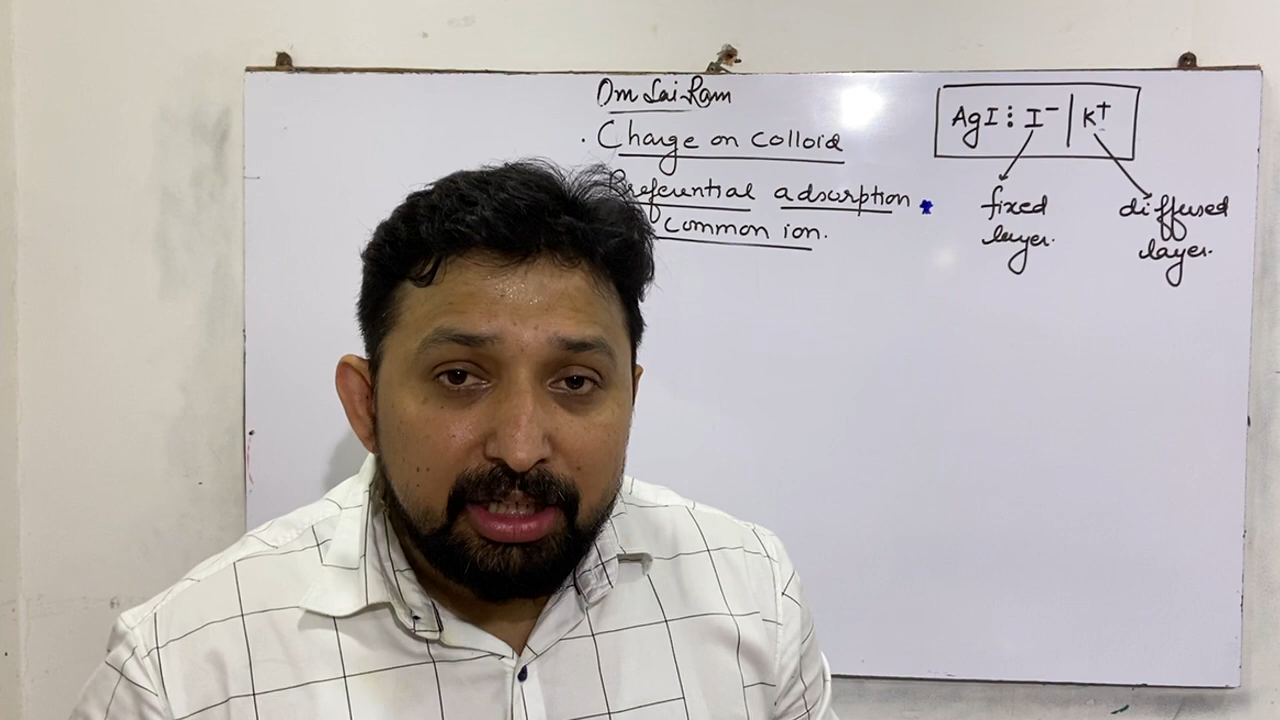 Om Sai Ram
. Charge on colloid
Preferential adsorption
common ion.
AgI⋮I⁻|K⁺
fixed layer.
diffused layer.